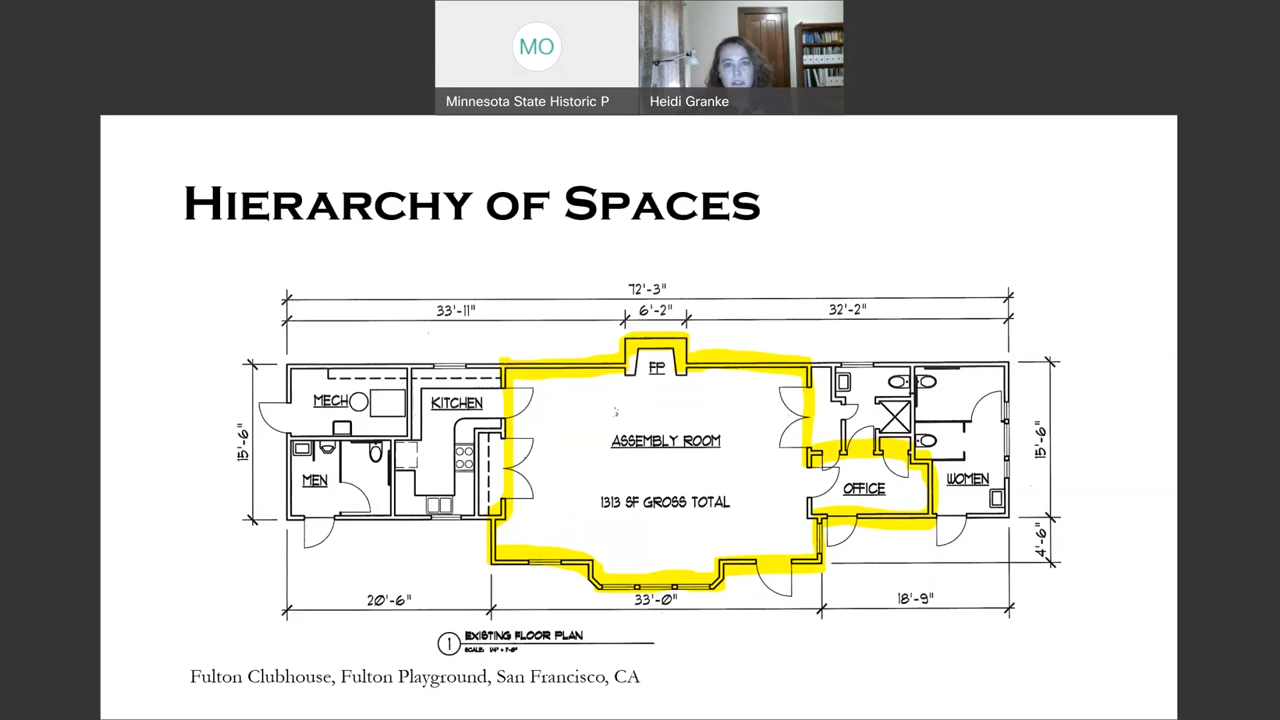 MO
Minnesota State Historic P
Heidi Granke
HIERARCHY OF SPACES
72'-3"
33'-11"
6'-2"
32'-2"
FP
MECH
KITCHEN
15'-6"
ASSEMBLY ROOM
15'-6"
MEN
OFFICE
WOMEN
1313 SF GROSS TOTAL
4'-6"
20'-6"
33'-0"
18'-9"
1
EXISTING FLOOR PLAN
SCALE: 1/4" = 1'-0"
Fulton Clubhouse, Fulton Playground, San Francisco, CA